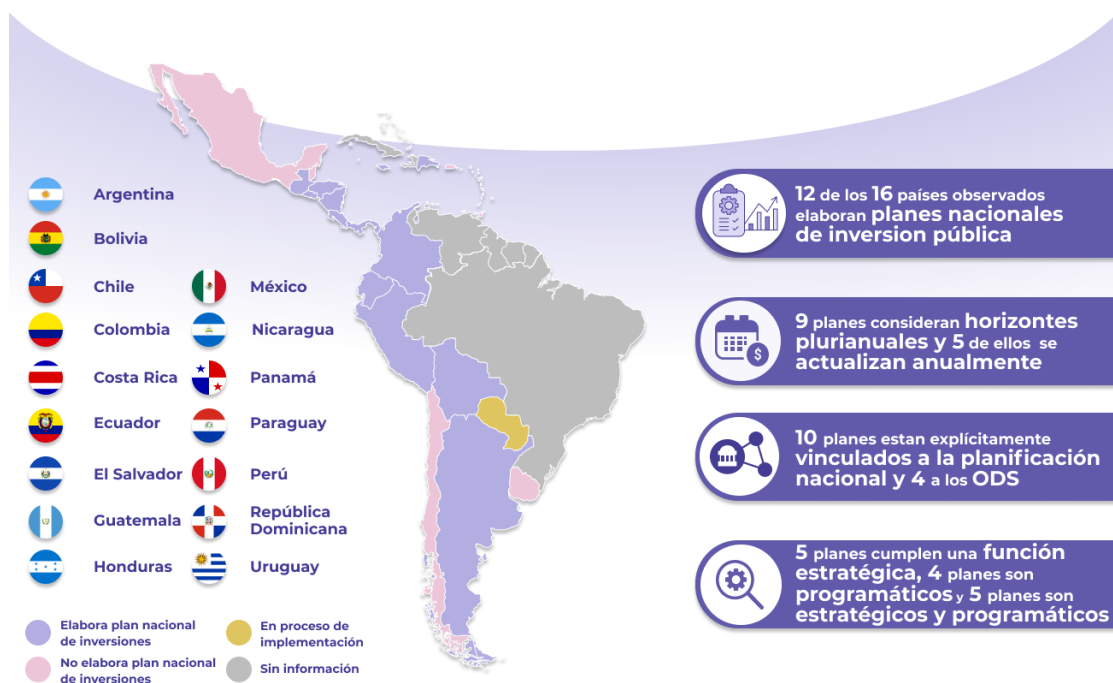 Argentina
Bolivia
Chile
Colombia
Costa Rica
Ecuador
El Salvador
Guatemala
Honduras
México
Nicaragua
Panamá
Paraguay
Perú
República
Dominicana
Uruguay
Elabora plan nacional
de inversiones
No elabora plan nacional
de inversiones
En proceso de
implementación
Sin información
12 de los 16 países observados
elaboran planes nacionales
de inversion pública
9 planes consideran horizontes
plurianuales y 5 de ellos se
actualizan anualmente
$
10 planes estan explícitamente
vinculados a la planificación
nacional y 4 a los ODS
5 planes cumplen una función
estratégica, 4 planes son
programáticos y 5 planes son
estratégicos y programáticos